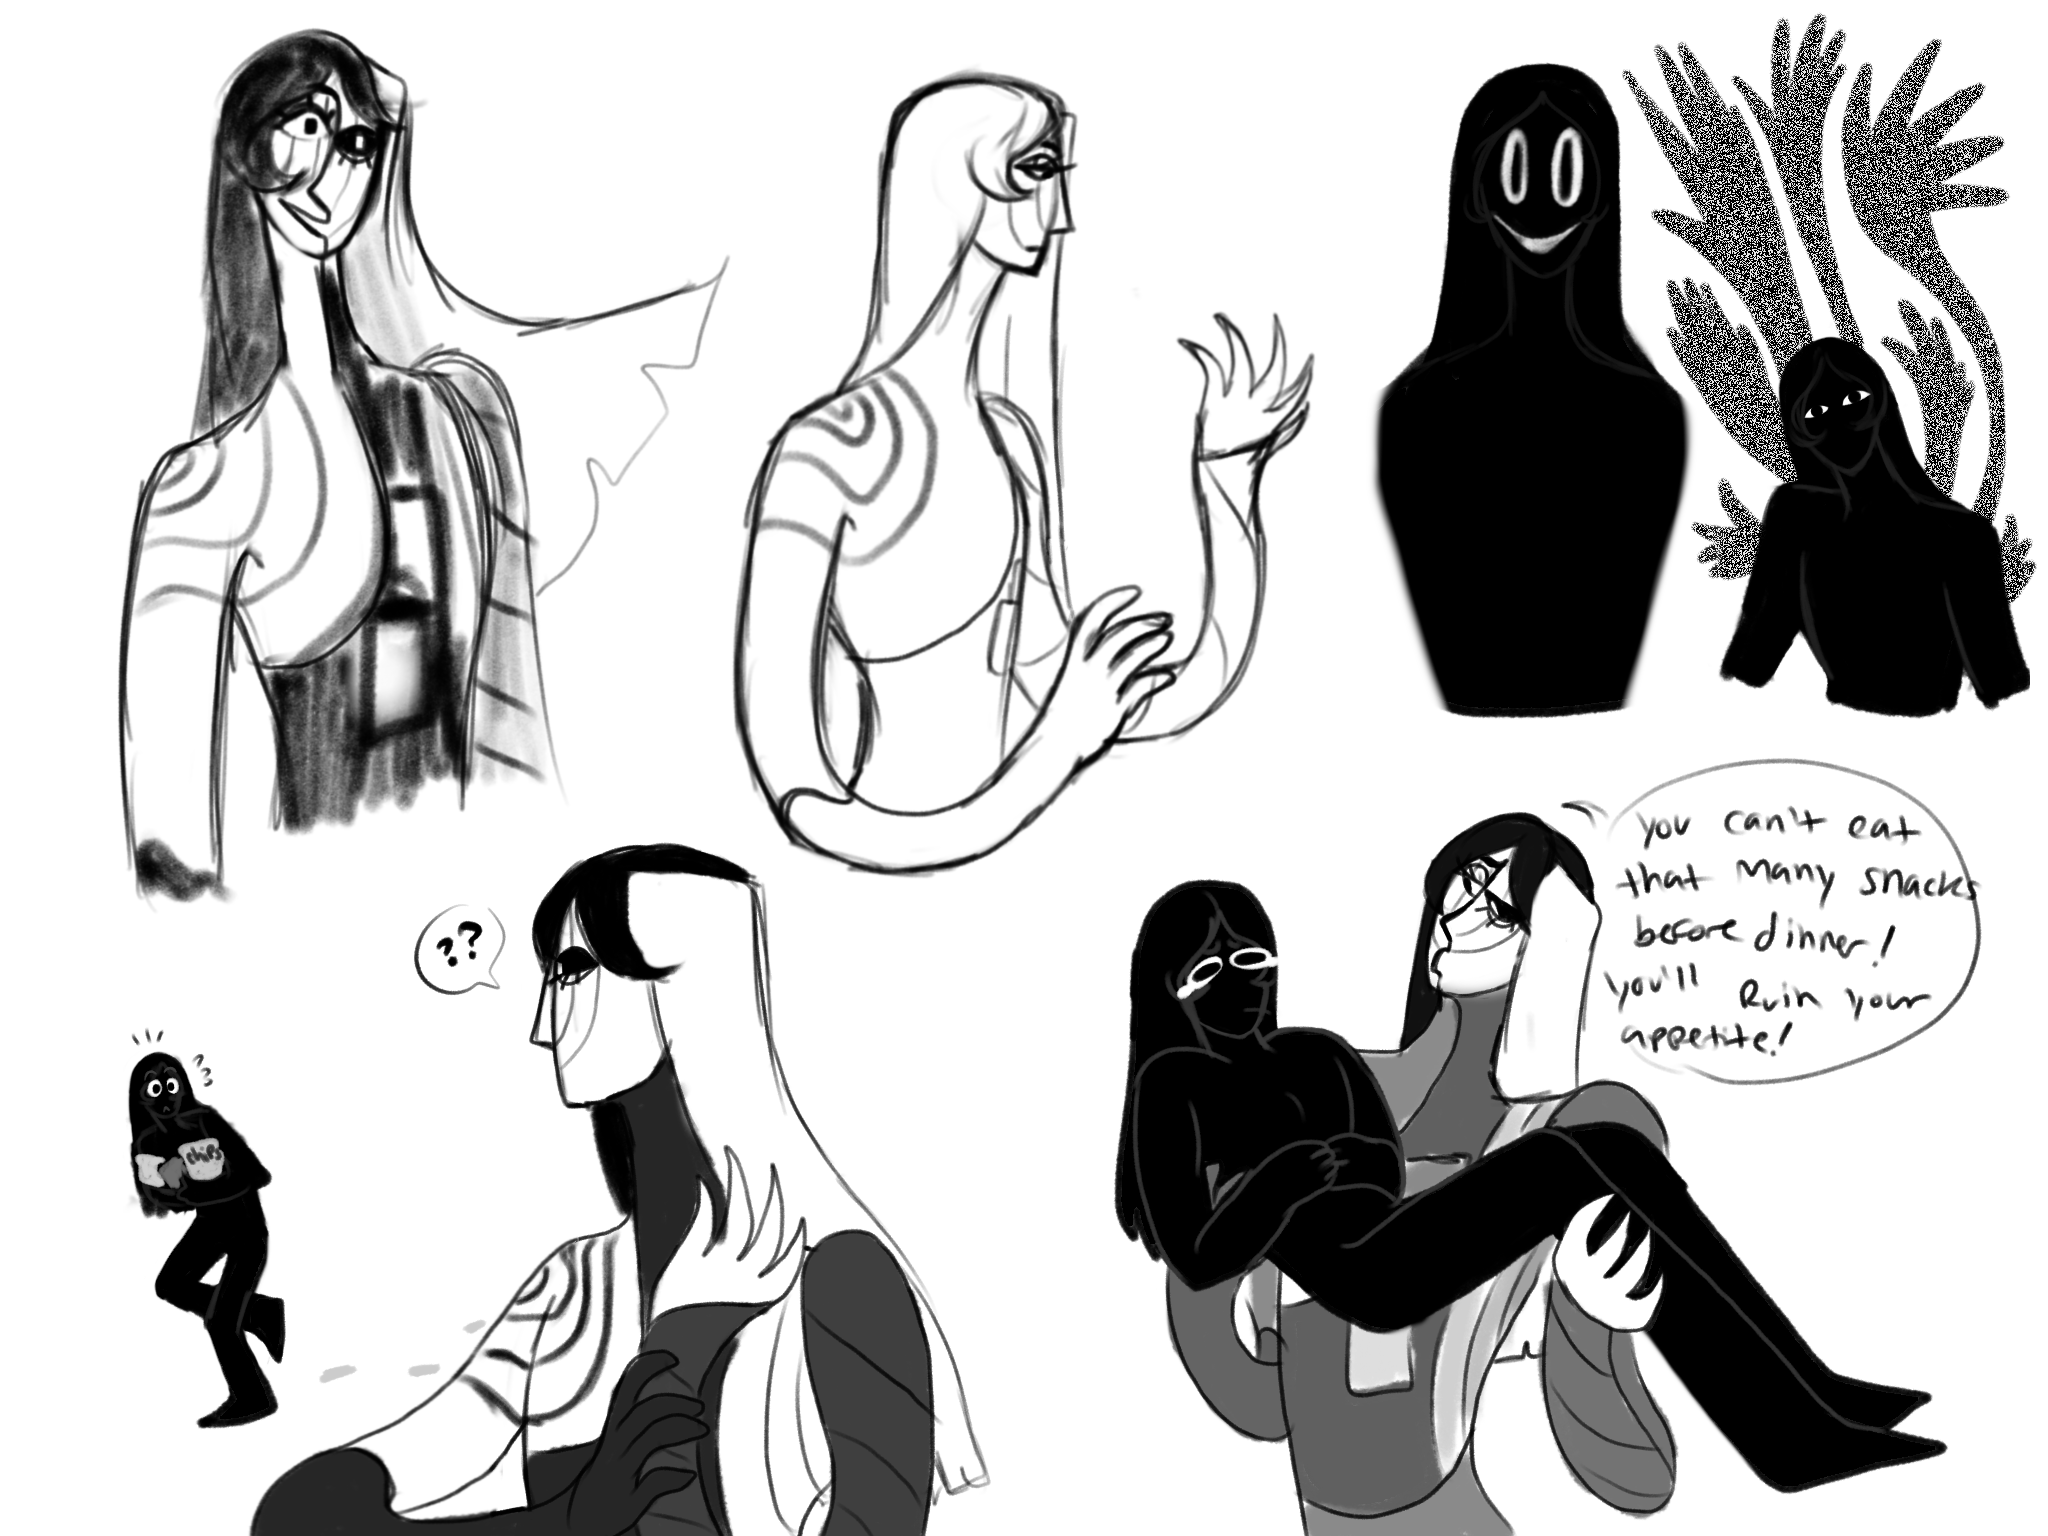 ??
chips
you can't eat
that many snacks
before dinner!
you'll Ruin your
appetite!